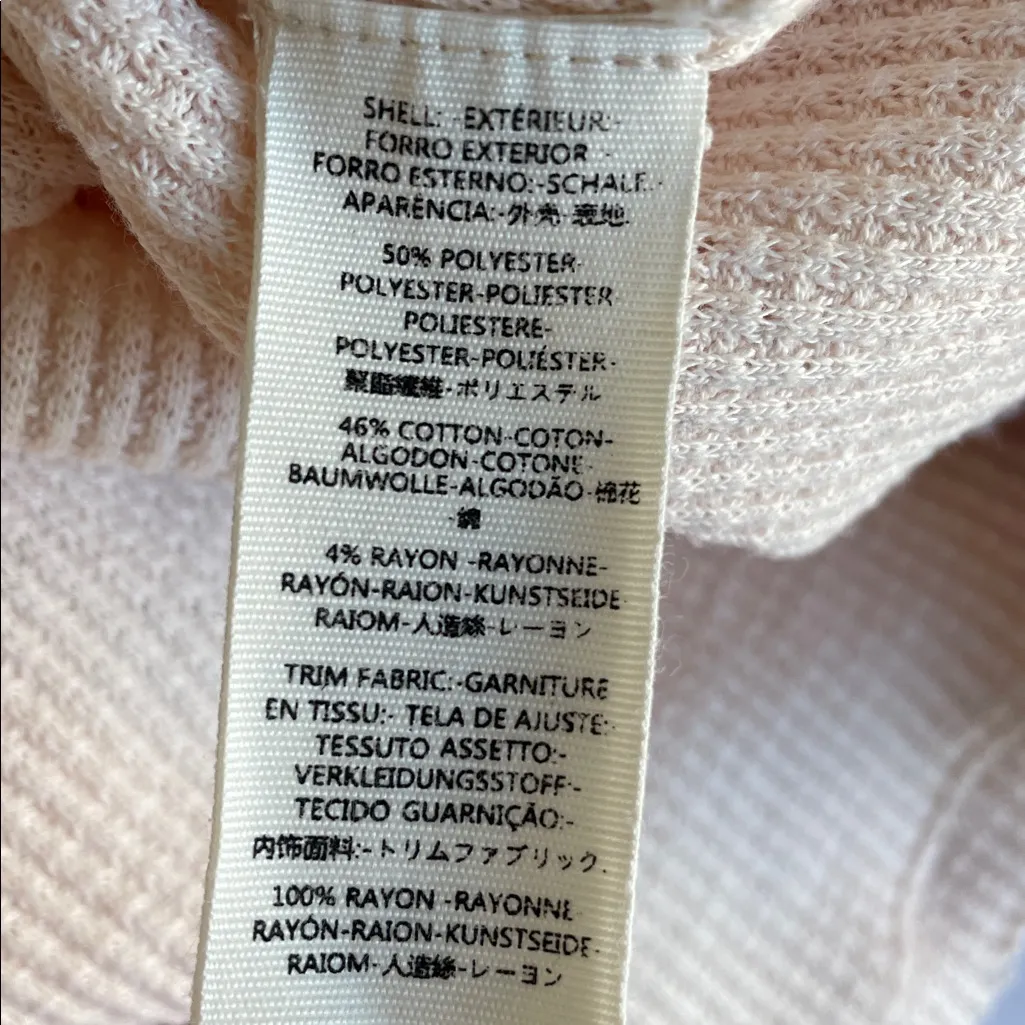 SHELL: -EXTÉRIEUR:-
FORRO EXTERIOR -
FORRO ESTERNO:-SCHALE:-
APARÊNCIA:-外壳-表地
50% POLYESTER-
POLYESTER-POLIESTER
POLIESTERE-
POLYESTER-POLIÉSTER-
聚酯纖維-ポリエステル
46% COTTON-COTON-
ALGODON-COTONE-
BAUMWOLLE-ALGODÃO-棉花
-綿
4% RAYON -RAYONNE-
RAYÓN-RAION-KUNSTSEIDE
RAIOM-人造絲-レーヨン
TRIM FABRIC:-GARNITURE
EN TISSU:- TELA DE AJUSTE:-
TESSUTO ASSETTO:-
VERKLEIDUNGSSTOFF-
TECIDO GUARNIÇÃO:-
内饰面料:-トリムファブリック.
100% RAYON -RAYONNE
RAYÓN-RAION-KUNSTSEIDE-
RAIOM-人造絲-レーヨン